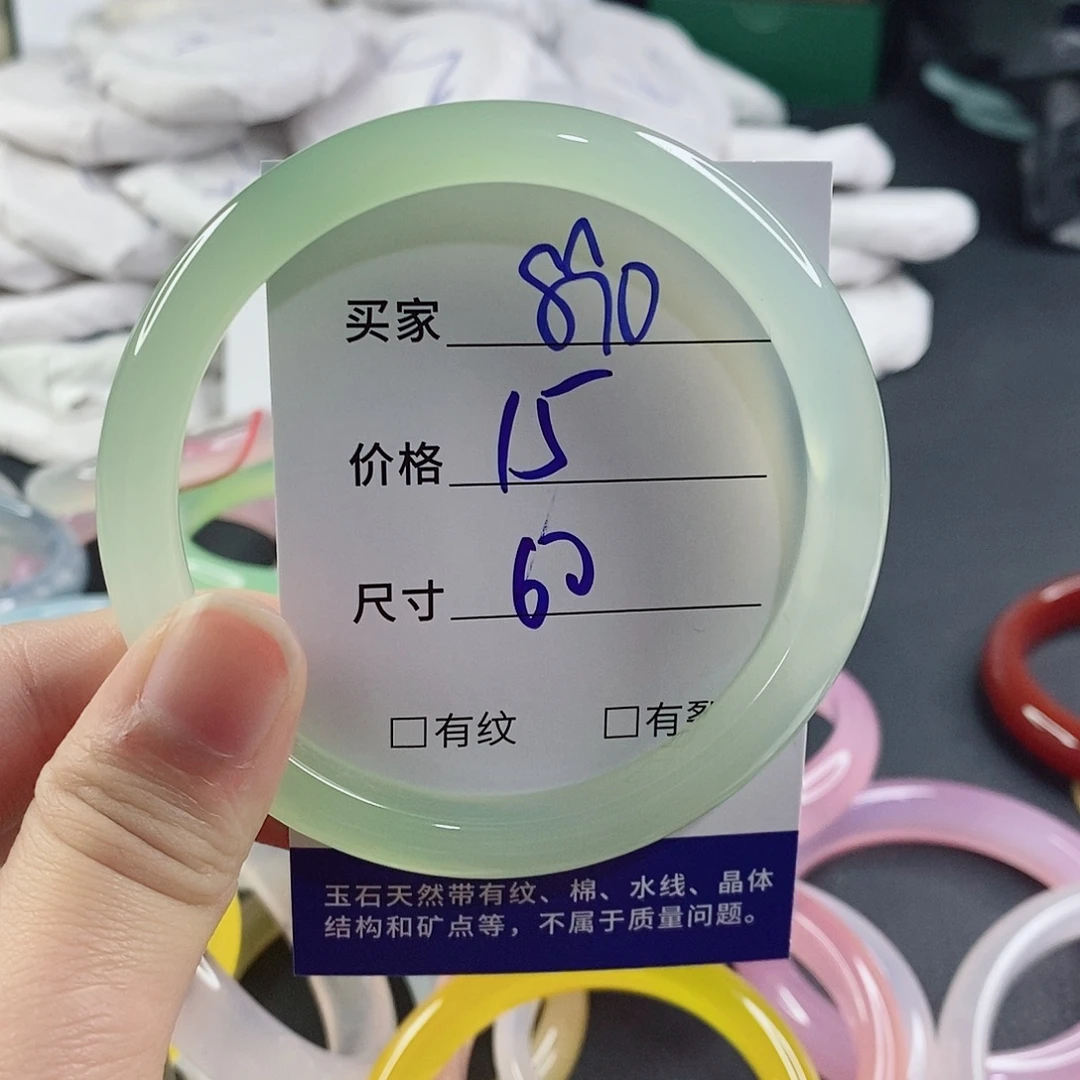 买家
价格 15
尺寸 60
□有纹 □有裂
玉石天然带有纹、棉、水线、晶体
结构和矿点等，不属于质量问题。